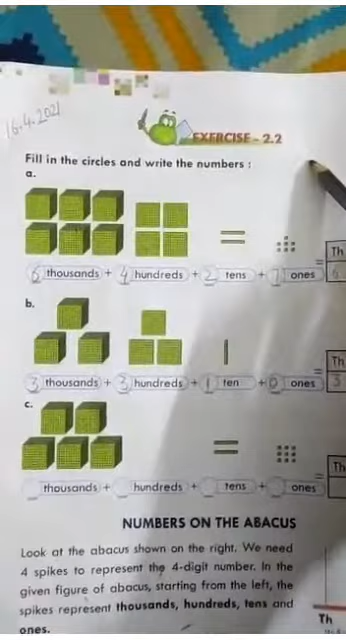 16.4.2021
EXERCISE - 2.2
Fill in the circles and write the numbers :
a.
Th
6 thousands + 4 hundreds + 2 tens + 7 ones = 6
b.
Th
3 thousands + 3 hundreds + 1 ten + 0 ones = 3
c.
Th
thousands + hundreds + tens + ones =
NUMBERS ON THE ABACUS
Look at the abacus shown on the right. We need
4 spikes to represent the 4-digit number. In the
given figure of abacus, starting from the left, the
spikes represent thousands, hundreds, tens and
ones.
Th